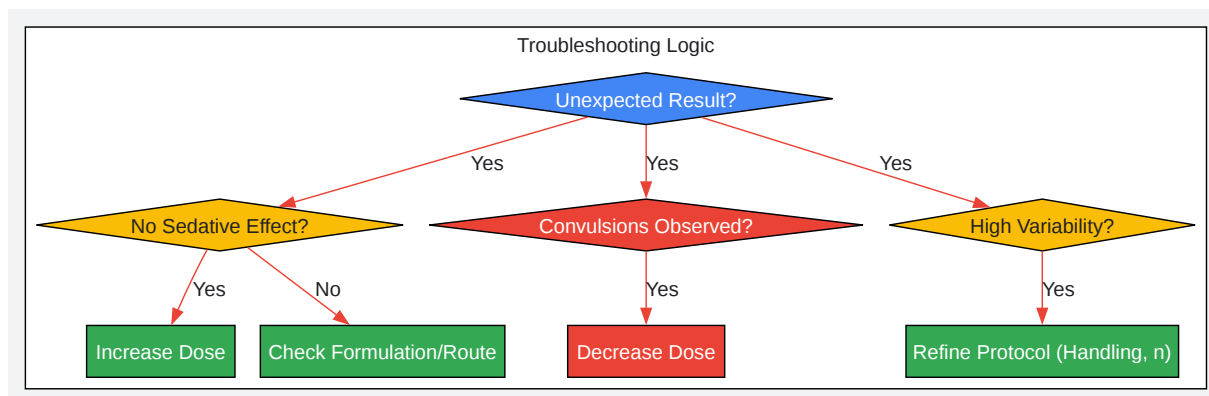 Troubleshooting Logic
Unexpected Result?
Yes
Yes
Yes
No Sedative Effect?
Convulsions Observed?
High Variability?
Yes
No
Yes
Yes
Increase Dose
Check Formulation/Route
Decrease Dose
Refine Protocol (Handling, n)